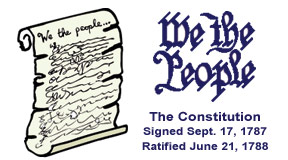 We the people...
We the
People
The Constitution
Signed Sept. 17, 1787
Ratified June 21, 1788